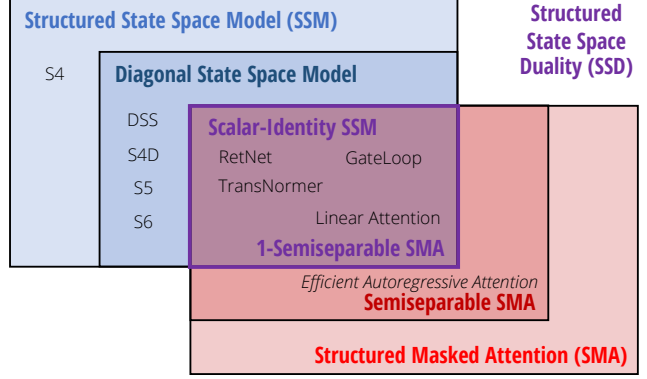 Structured State Space Model (SSM)
Structured
State Space
Duality (SSD)
S4
Diagonal State Space Model
DSS
S4D
S5
S6
Scalar-Identity SSM
RetNet
GateLoop
TransNormer
Linear Attention
1-Semiseparable SMA
Efficient Autoregressive Attention
Semiseparable SMA
Structured Masked Attention (SMA)